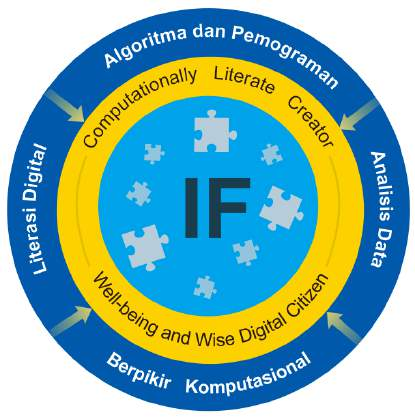 Algoritma dan Pemograman
Computationally Literate Creator
Literasi Digital
IF
Analisis Data
Well-being and Wise Digital Citizen
Berpikir Komputasional